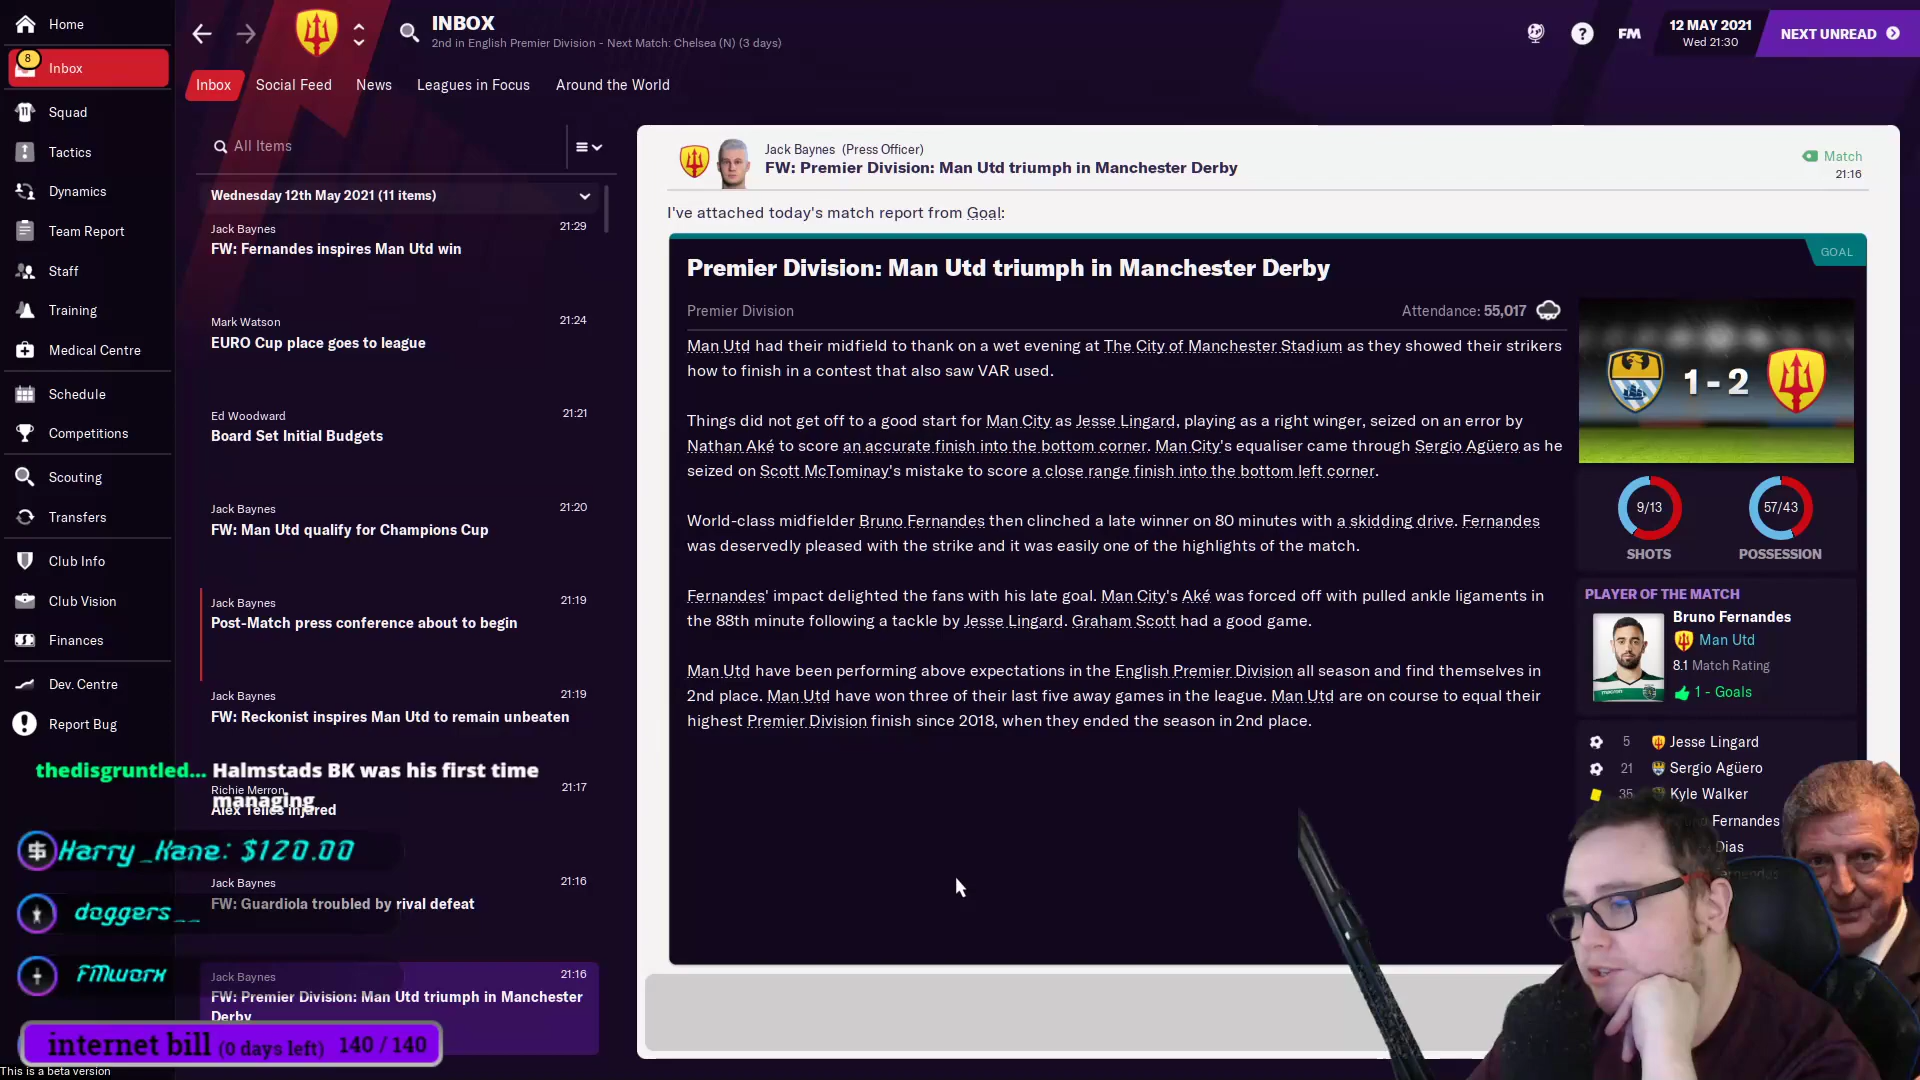 Home
8
Inbox
Squad
Tactics
Dynamics
Team Report
Staff
Training
Medical Centre
Schedule
Competitions
Scouting
Transfers
Club Info
Club Vision
Finances
Dev. Centre
Report Bug
INBOX
2nd in English Premier Division - Next Match: Chelsea (N) (3 days)
FM
12 MAY 2021
Wed 21:30
NEXT UNREAD
Inbox
Social Feed
News
Leagues in Focus
Around the World
All Items
Wednesday 12th May 2021 (11 items)
Jack Baynes
21:29
FW: Fernandes inspires Man Utd win
Mark Watson
21:24
EURO Cup place goes to league
Ed Woodward
21:21
Board Set Initial Budgets
Jack Baynes
21:20
FW: Man Utd qualify for Champions Cup
Jack Baynes
21:19
Post-Match press conference about to begin
Jack Baynes
21:19
FW: Reckonist inspires Man Utd to remain unbeaten
Richie Merron
21:17
Alex Telles injured
Jack Baynes
21:16
FW: Guardiola troubled by rival defeat
Jack Baynes
21:16
FW: Premier Division: Man Utd triumph in Manchester
Derby
thedisgruntled... Halmstads BK was his first time
managing
Harry_Kane: $120.00
daggers__
FMworx
internet bill (0 days left) 140 / 140
This is a beta version
Jack Baynes (Press Officer)
FW: Premier Division: Man Utd triumph in Manchester Derby
Match
21:16
I've attached today's match report from Goal:
GOAL
Premier Division: Man Utd triumph in Manchester Derby
Premier Division
Attendance: 55,017
Man Utd had their midfield to thank on a wet evening at The City of Manchester Stadium as they showed their strikers
how to finish in a contest that also saw VAR used.
Things did not get off to a good start for Man City as Jesse Lingard, playing as a right winger, seized on an error by
Nathan Aké to score an accurate finish into the bottom corner. Man City's equaliser came through Sergio Agüero as he
seized on Scott McTominay's mistake to score a close range finish into the bottom left corner.
World-class midfielder Bruno Fernandes then clinched a late winner on 80 minutes with a skidding drive. Fernandes
was deservedly pleased with the strike and it was easily one of the highlights of the match.
Fernandes' impact delighted the fans with his late goal. Man City's Aké was forced off with pulled ankle ligaments in
the 88th minute following a tackle by Jesse Lingard. Graham Scott had a good game.
Man Utd have been performing above expectations in the English Premier Division all season and find themselves in
2nd place. Man Utd have won three of their last five away games in the league. Man Utd are on course to equal their
highest Premier Division finish since 2018, when they ended the season in 2nd place.
1 - 2
9/13
SHOTS
57/43
POSSESSION
PLAYER OF THE MATCH
Bruno Fernandes
Man Utd
8.1 Match Rating
1 - Goals
5 Jesse Lingard
21 Sergio Agüero
35 Kyle Walker
Fernandes
Dias